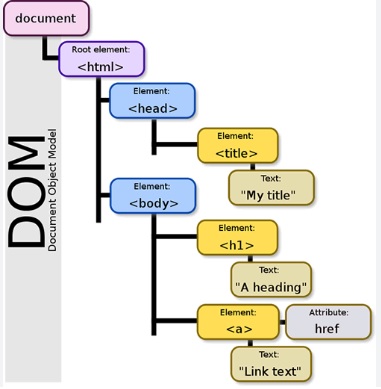 document
Root element:
<html>
Element:
<head>
Element:
<title>
Text:
"My title"
DOM
Document Object Model
Element:
<body>
Element:
<h1>
Text:
"A heading"
Element:
<a>
Attribute:
href
Text:
"Link text"